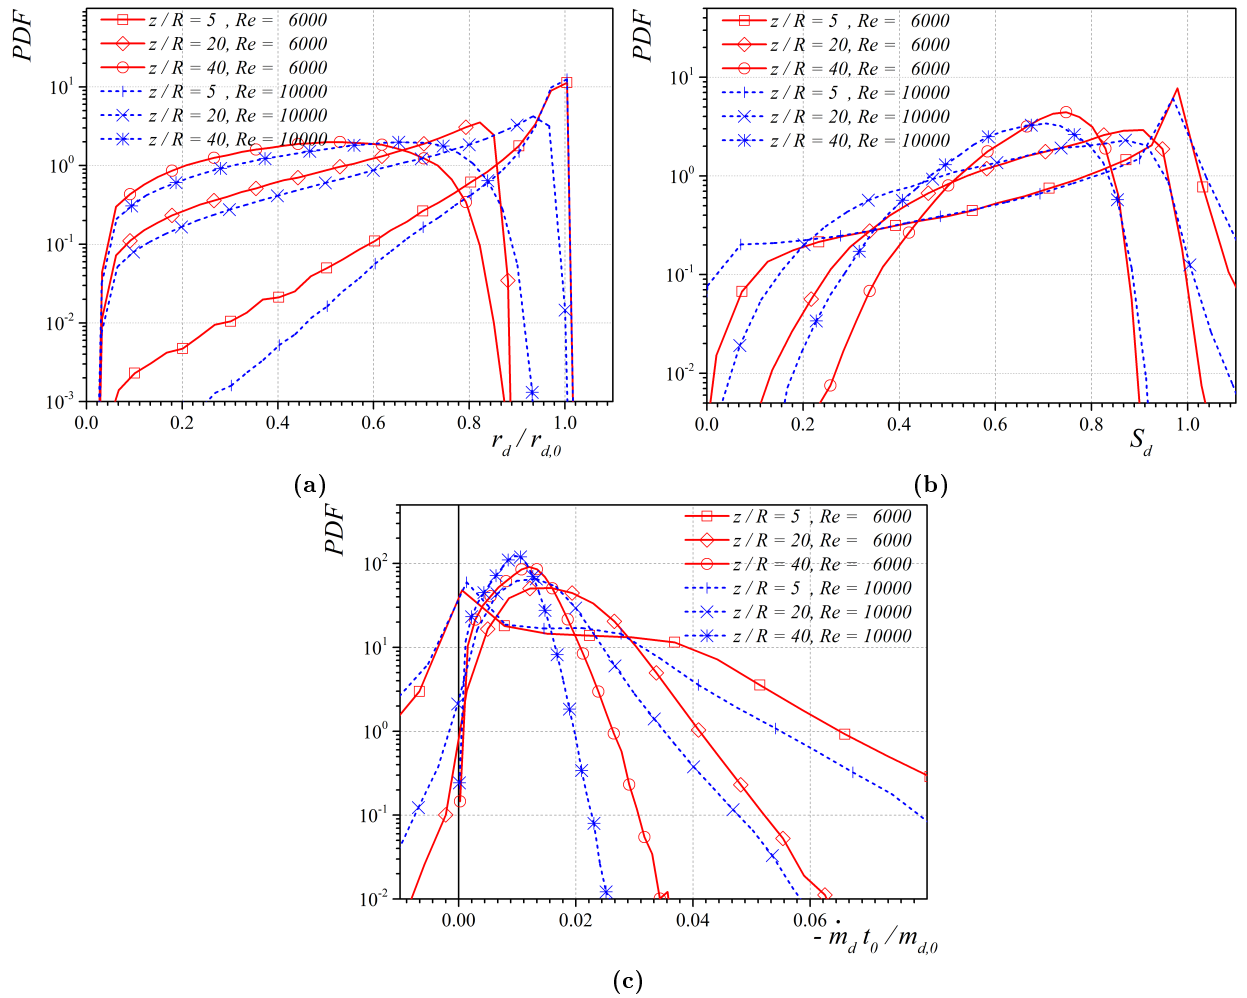 PDF
z / R = 5 , Re = 6000
z / R = 20, Re = 6000
z / R = 40, Re = 6000
z / R = 5 , Re = 10000
z / R = 20, Re = 10000
z / R = 40, Re = 10000
10^1
10^0
10^-1
10^-2
10^-3
0.0 0.2 0.4 0.6 0.8 1.0
r_d / r_d,0
(a)
PDF
z / R = 5 , Re = 6000
z / R = 20, Re = 6000
z / R = 40, Re = 6000
z / R = 5 , Re = 10000
z / R = 20, Re = 10000
z / R = 40, Re = 10000
10^1
10^0
10^-1
10^-2
0.0 0.2 0.4 0.6 0.8 1.0
S_d
(b)
PDF
z / R = 5 , Re = 6000
z / R = 20, Re = 6000
z / R = 40, Re = 6000
z / R = 5 , Re = 10000
z / R = 20, Re = 10000
z / R = 40, Re = 10000
10^2
10^1
10^0
10^-1
10^-2
0.00 0.02 0.04 0.06
- ṁ_d t_0 / m_d,0
(c)